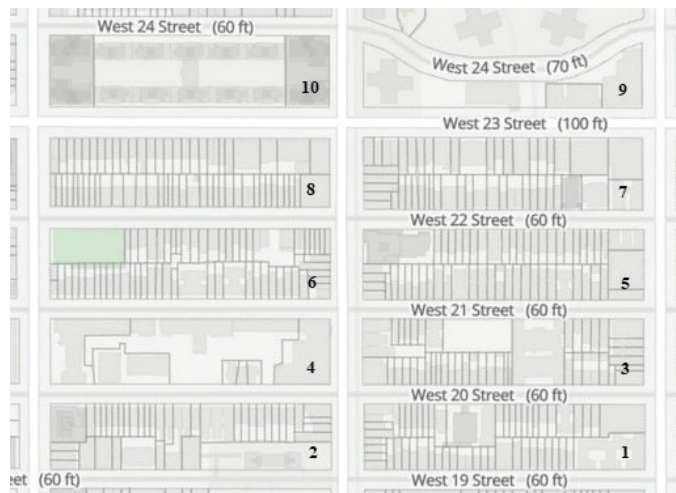 West 24 Street (60 ft)
West 24 Street (70 ft)
10
9
West 23 Street (100 ft)
8
7
West 22 Street (60 ft)
6
5
West 21 Street (60 ft)
4
3
West 20 Street (60 ft)
2
1
eet (60 ft)
West 19 Street (60 ft)